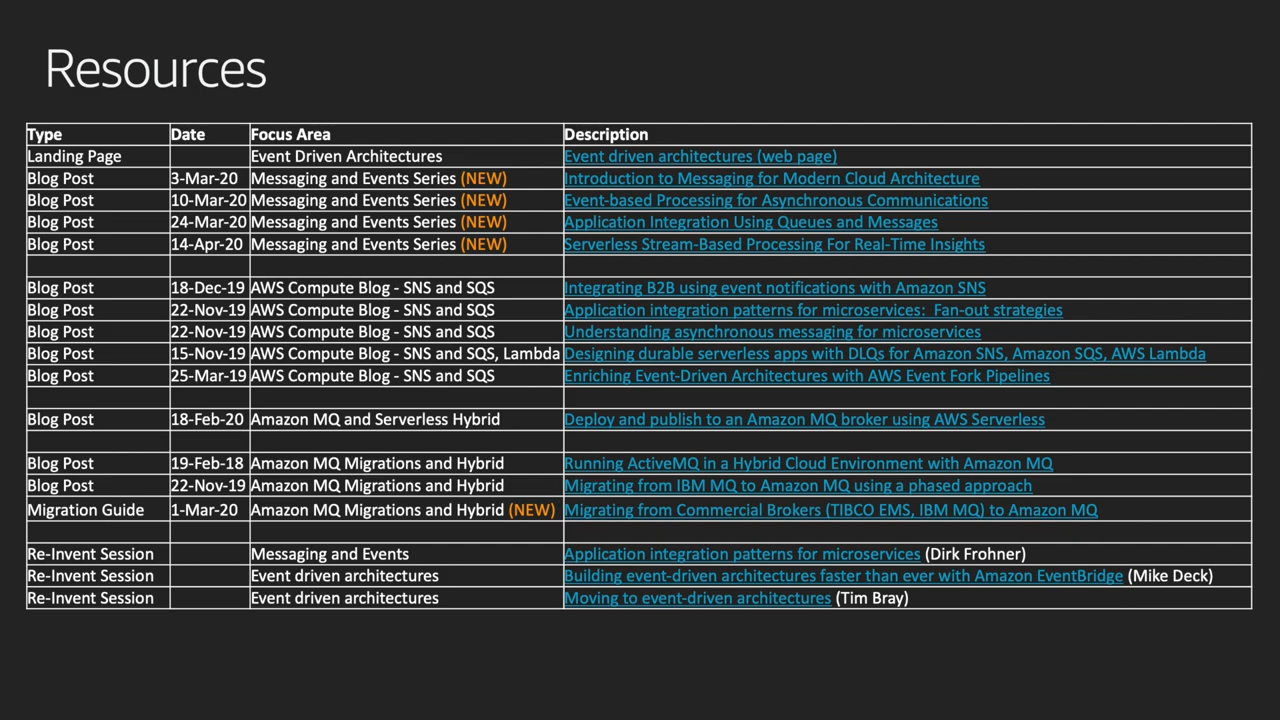 Resources
Type Date Focus Area Description
Landing Page Event Driven Architectures Event driven architectures (web page)
Blog Post 3-Mar-20 Messaging and Events Series (NEW) Introduction to Messaging for Modern Cloud Architecture
Blog Post 10-Mar-20 Messaging and Events Series (NEW) Event-based Processing for Asynchronous Communications
Blog Post 24-Mar-20 Messaging and Events Series (NEW) Application Integration Using Queues and Messages
Blog Post 14-Apr-20 Messaging and Events Series (NEW) Serverless Stream-Based Processing For Real-Time Insights
Blog Post 18-Dec-19 AWS Compute Blog - SNS and SQS Integrating B2B using event notifications with Amazon SNS
Blog Post 22-Nov-19 AWS Compute Blog - SNS and SQS Application integration patterns for microservices: Fan-out strategies
Blog Post 22-Nov-19 AWS Compute Blog - SNS and SQS Understanding asynchronous messaging for microservices
Blog Post 15-Nov-19 AWS Compute Blog - SNS and SQS, Lambda Designing durable serverless apps with DLQs for Amazon SNS, Amazon SQS, AWS Lambda
Blog Post 25-Mar-19 AWS Compute Blog - SNS and SQS Enriching Event-Driven Architectures with AWS Event Fork Pipelines
Blog Post 18-Feb-20 Amazon MQ and Serverless Hybrid Deploy and publish to an Amazon MQ broker using AWS Serverless
Blog Post 19-Feb-18 Amazon MQ Migrations and Hybrid Running ActiveMQ in a Hybrid Cloud Environment with Amazon MQ
Blog Post 22-Nov-19 Amazon MQ Migrations and Hybrid Migrating from IBM MQ to Amazon MQ using a phased approach
Migration Guide 1-Mar-20 Amazon MQ Migrations and Hybrid (NEW) Migrating from Commercial Brokers (TIBCO EMS, IBM MQ) to Amazon MQ
Re-Invent Session Messaging and Events Application integration patterns for microservices (Dirk Frohner)
Re-Invent Session Event driven architectures Building event-driven architectures faster than ever with Amazon EventBridge (Mike Deck)
Re-Invent Session Event driven architectures Moving to event-driven architectures (Tim Bray)